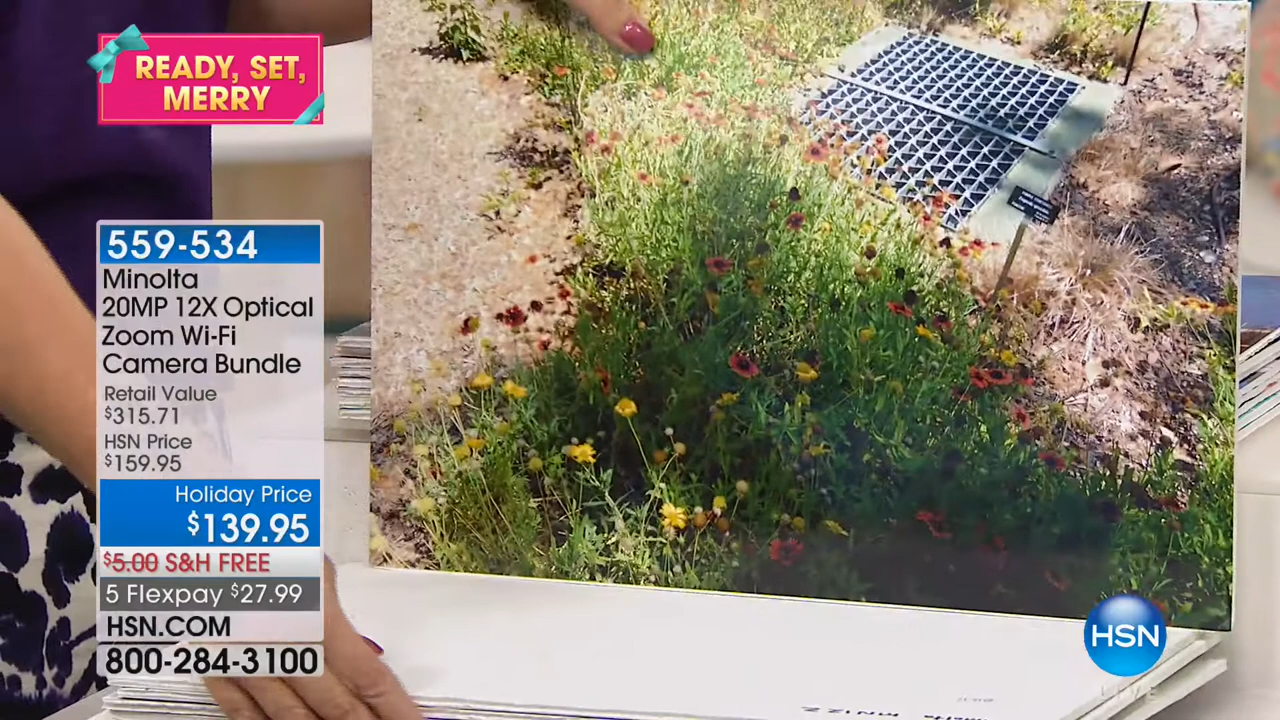 READY, SET,
MERRY
559-534
Minolta
20MP 12X Optical
Zoom Wi-Fi
Camera Bundle
Retail Value
$315.71
HSN Price
$159.95
Holiday Price
$139.95
$5.00 S&H FREE
5 Flexpay $27.99
HSN.COM
800-284-3100
HSN
LIVE